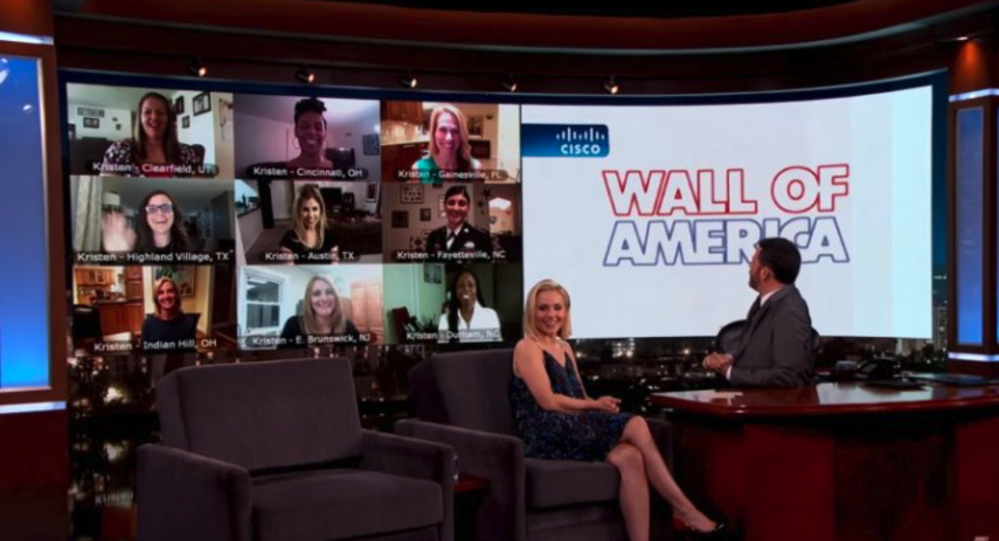 Kristen - Clearfield, UT
Kristen - Cincinnati, OH
Kristen - Gainesville, FL
CISCO
WALL OF
AMERICA
Kristen - Highland Village, TX
Kristen - Austin, TX
Kristen - Fayetteville, NC
Kristen - Indian Hill, OH
Kristen - E. Brunswick, NJ
Kristen - Durham, NC